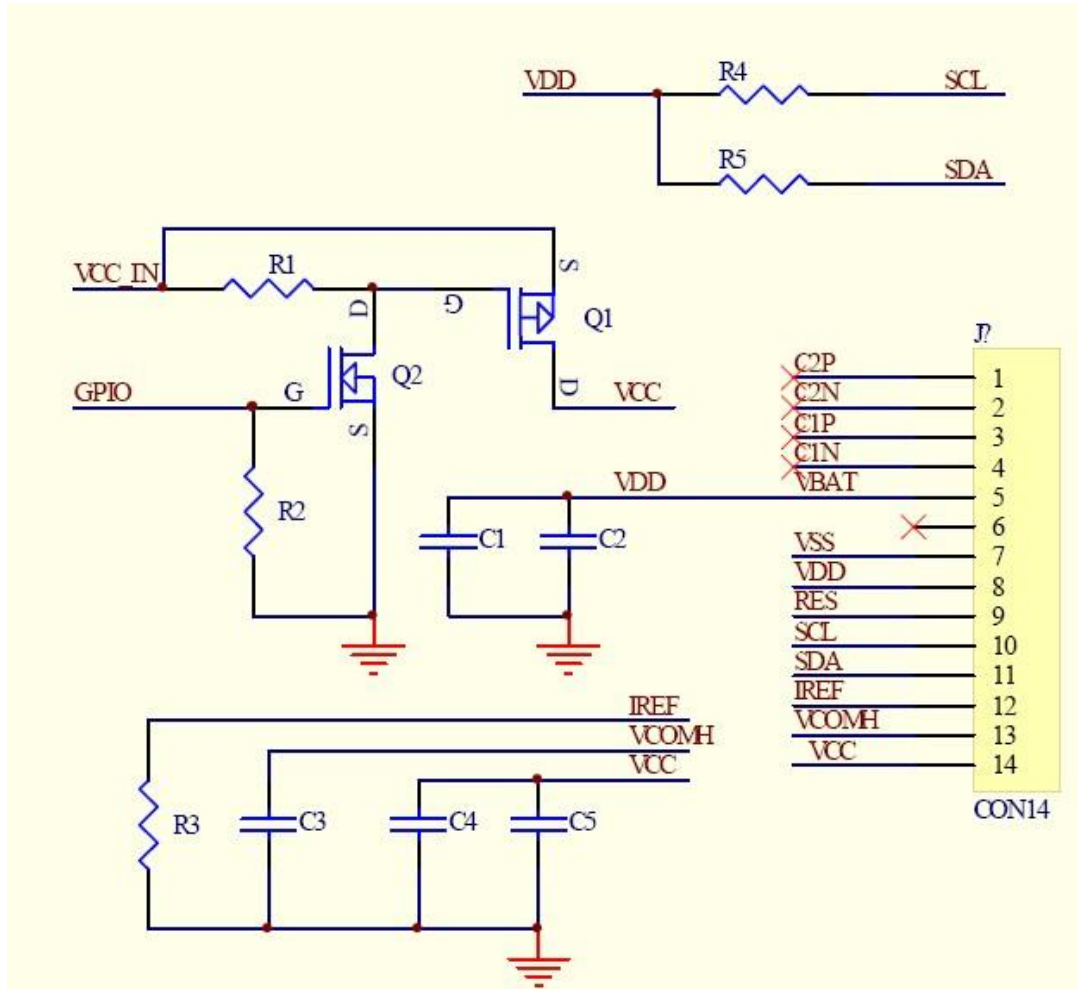 VDD R4 SCL
R5 SDA
VCC_IN R1 D G S Q1
D VCC
GPIO G Q2 S
R2
VDD VBAT
C1 C2
J?
C2P 1
C2N 2
C1P 3
C1N 4
VBAT 5
6
VSS 7
VDD 8
RES 9
SCL 10
SDA 11
IREF 12
VCOMH 13
VCC 14
CON14
IREF
VCOMH
VCC
R3 C3 C4 C5